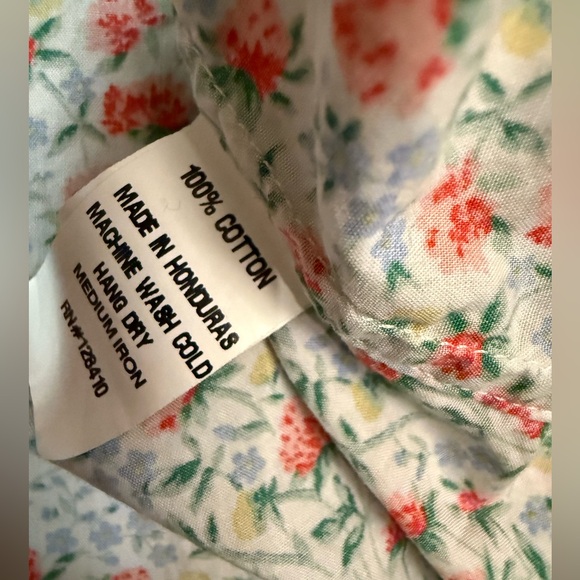 100% COTTON
MADE IN HONDURAS
MACHINE WASH COLD
HANG DRY
MEDIUM IRON
RN#128410